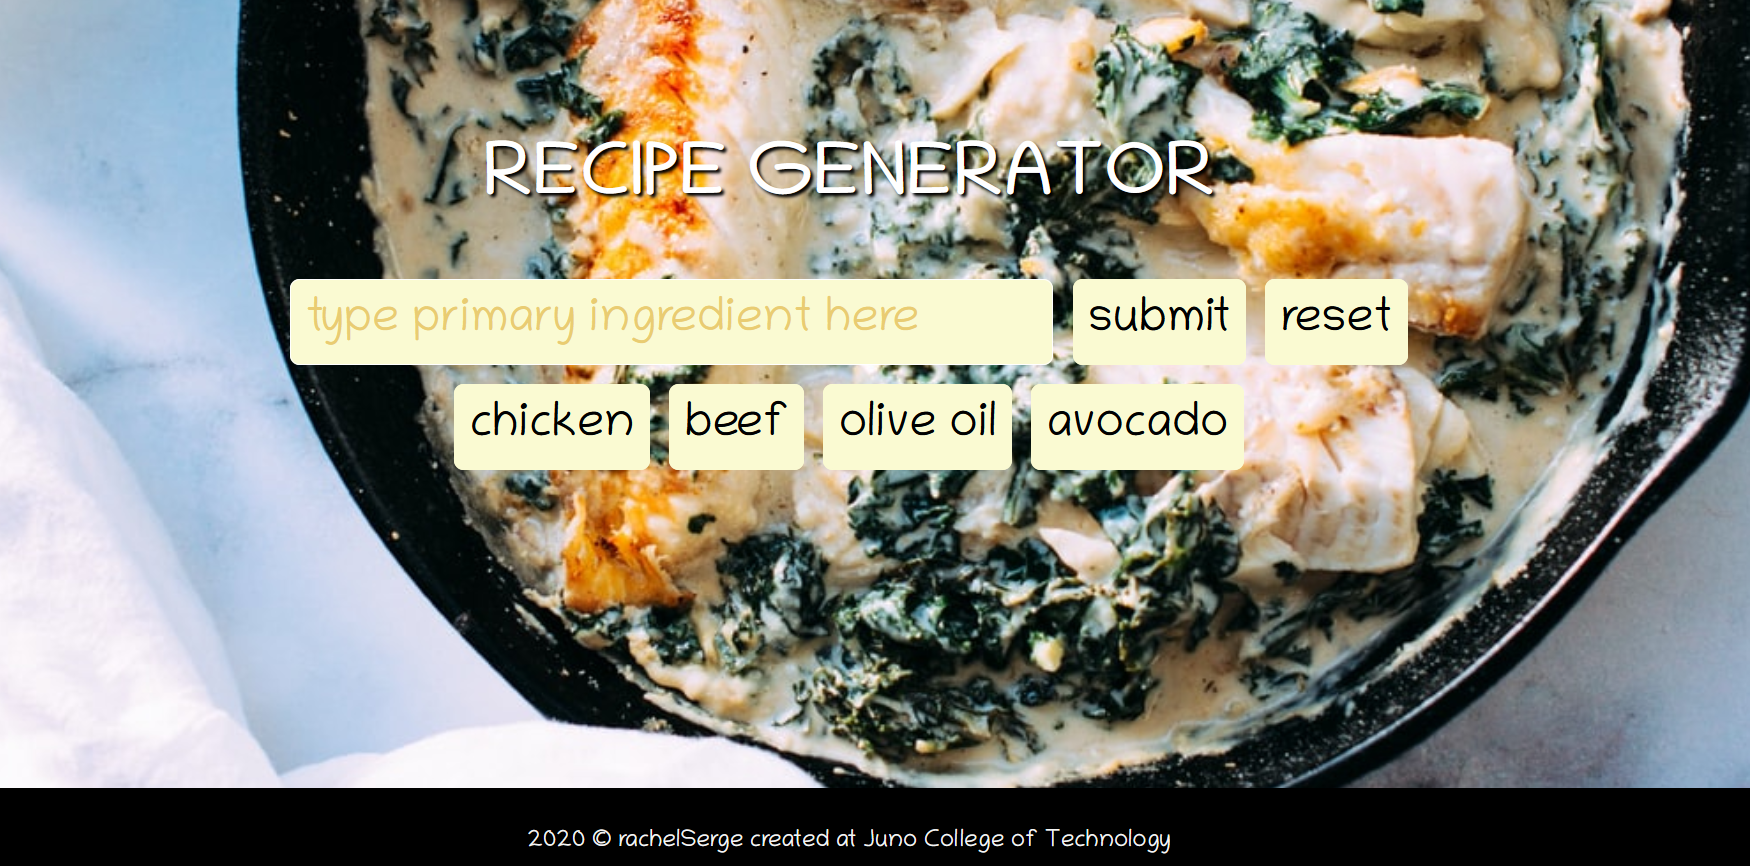 RECIPE GENERATOR
type primary ingredient here submit reset
chicken beef olive oil avocado
2020 © rachelSerge created at Juno College of Technology